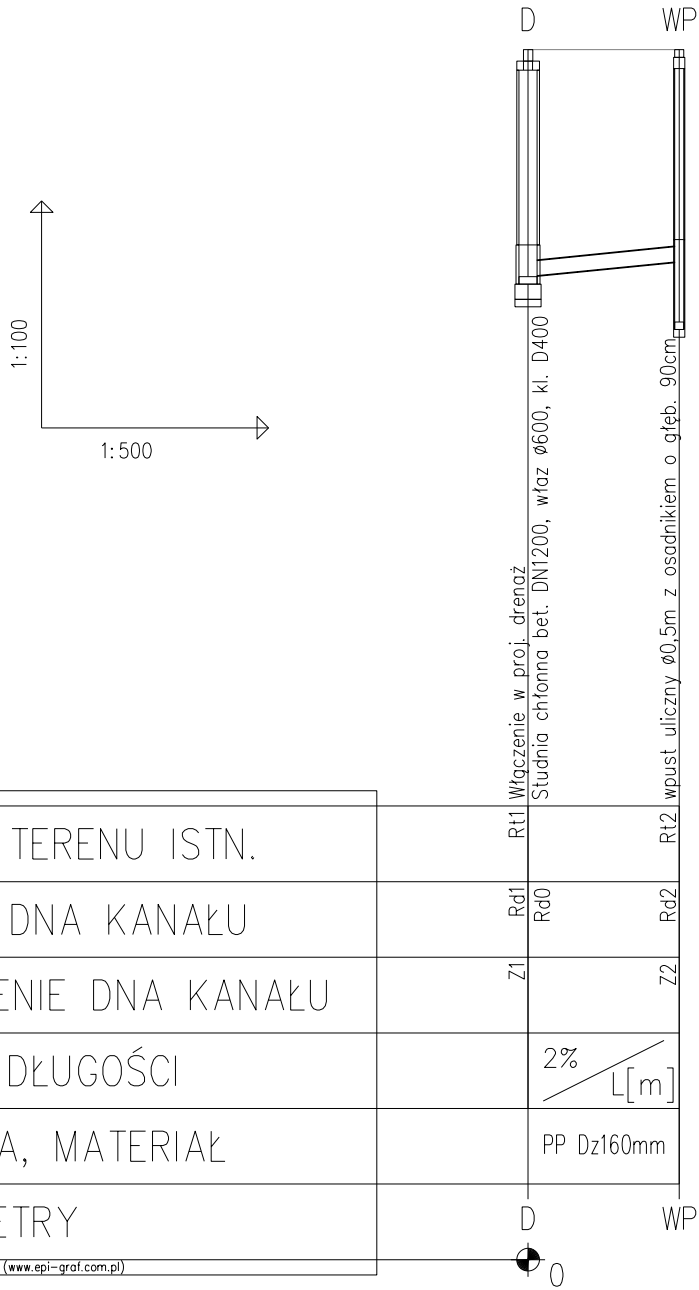 D
WP
1:100
1:500
Włączenie w proj. drenaż
Studnia chłonna bet. DN1200, właz ø600, kl. D400
wpust uliczny ø0,5m z osadnikiem o głęb. 90cm
TERENU ISTN.
Rt1
Rt2
DNA KANAŁU
Rd1
Rd0
Rd2
ENIE DNA KANAŁU
Z1
Z2
DŁUGOŚCI
2%
L[m]
A, MATERIAŁ
PP Dz160mm
ETRY
D
WP
(www.epi-graf.com.pl)
0